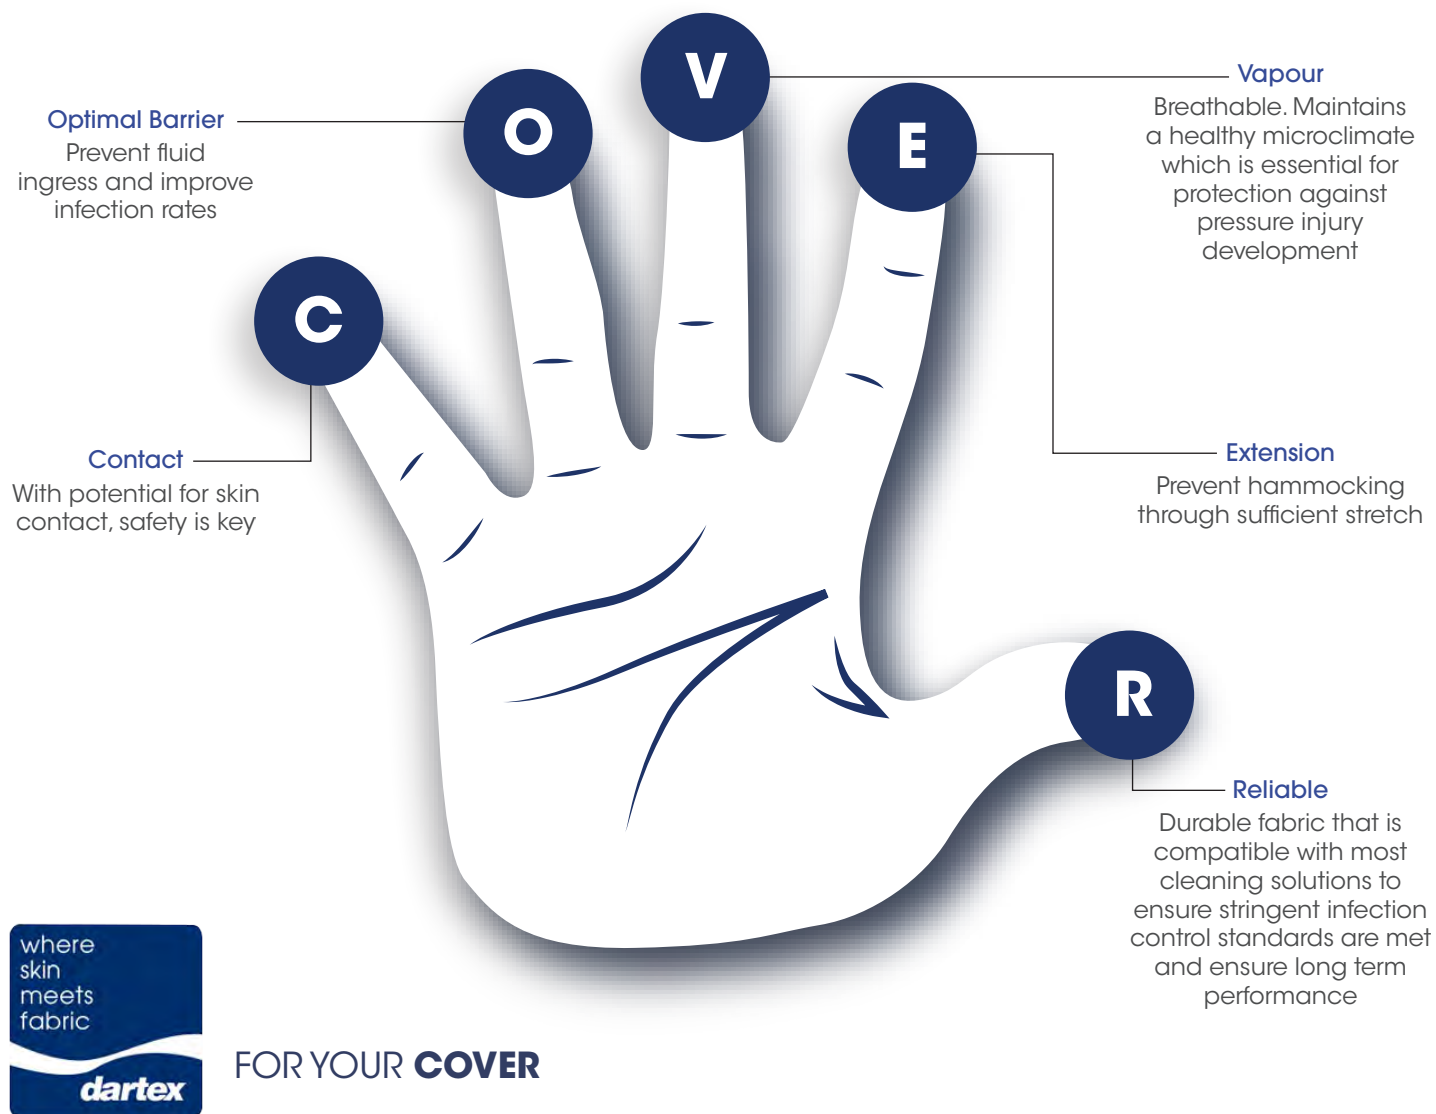 C
O
V
E
R
Optimal Barrier
Prevent fluid
ingress and improve
infection rates
Contact
With potential for skin
contact, safety is key
Vapour
Breathable. Maintains
a healthy microclimate
which is essential for
protection against
pressure injury
development
Extension
Prevent hammocking
through sufficient stretch
Reliable
Durable fabric that is
compatible with most
cleaning solutions to
ensure stringent infection
control standards are met
and ensure long term
performance
where
skin
meets
fabric
dartex
FOR YOUR COVER